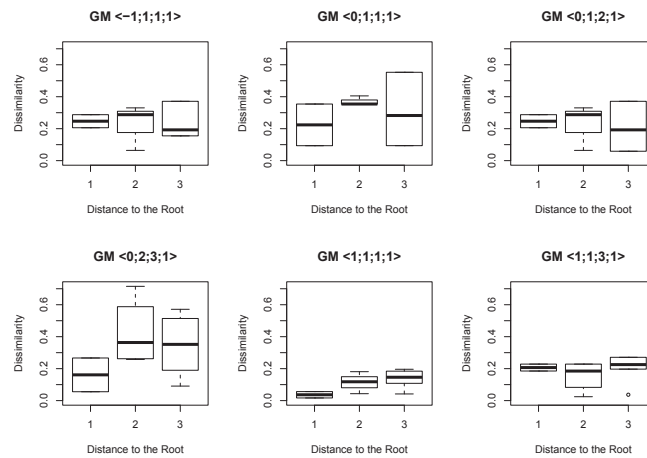 GM <−1;1;1;1>
Dissimilarity
0.0 0.2 0.4 0.6
1 2 3
Distance to the Root
GM <0;1;1;1>
Dissimilarity
0.0 0.2 0.4 0.6
1 2 3
Distance to the Root
GM <0;1;2;1>
Dissimilarity
0.0 0.2 0.4 0.6
1 2 3
Distance to the Root
GM <0;2;3;1>
Dissimilarity
0.0 0.2 0.4 0.6
1 2 3
Distance to the Root
GM <1;1;1;1>
Dissimilarity
0.0 0.2 0.4 0.6
1 2 3
Distance to the Root
GM <1;1;3;1>
Dissimilarity
0.0 0.2 0.4 0.6
1 2 3
Distance to the Root